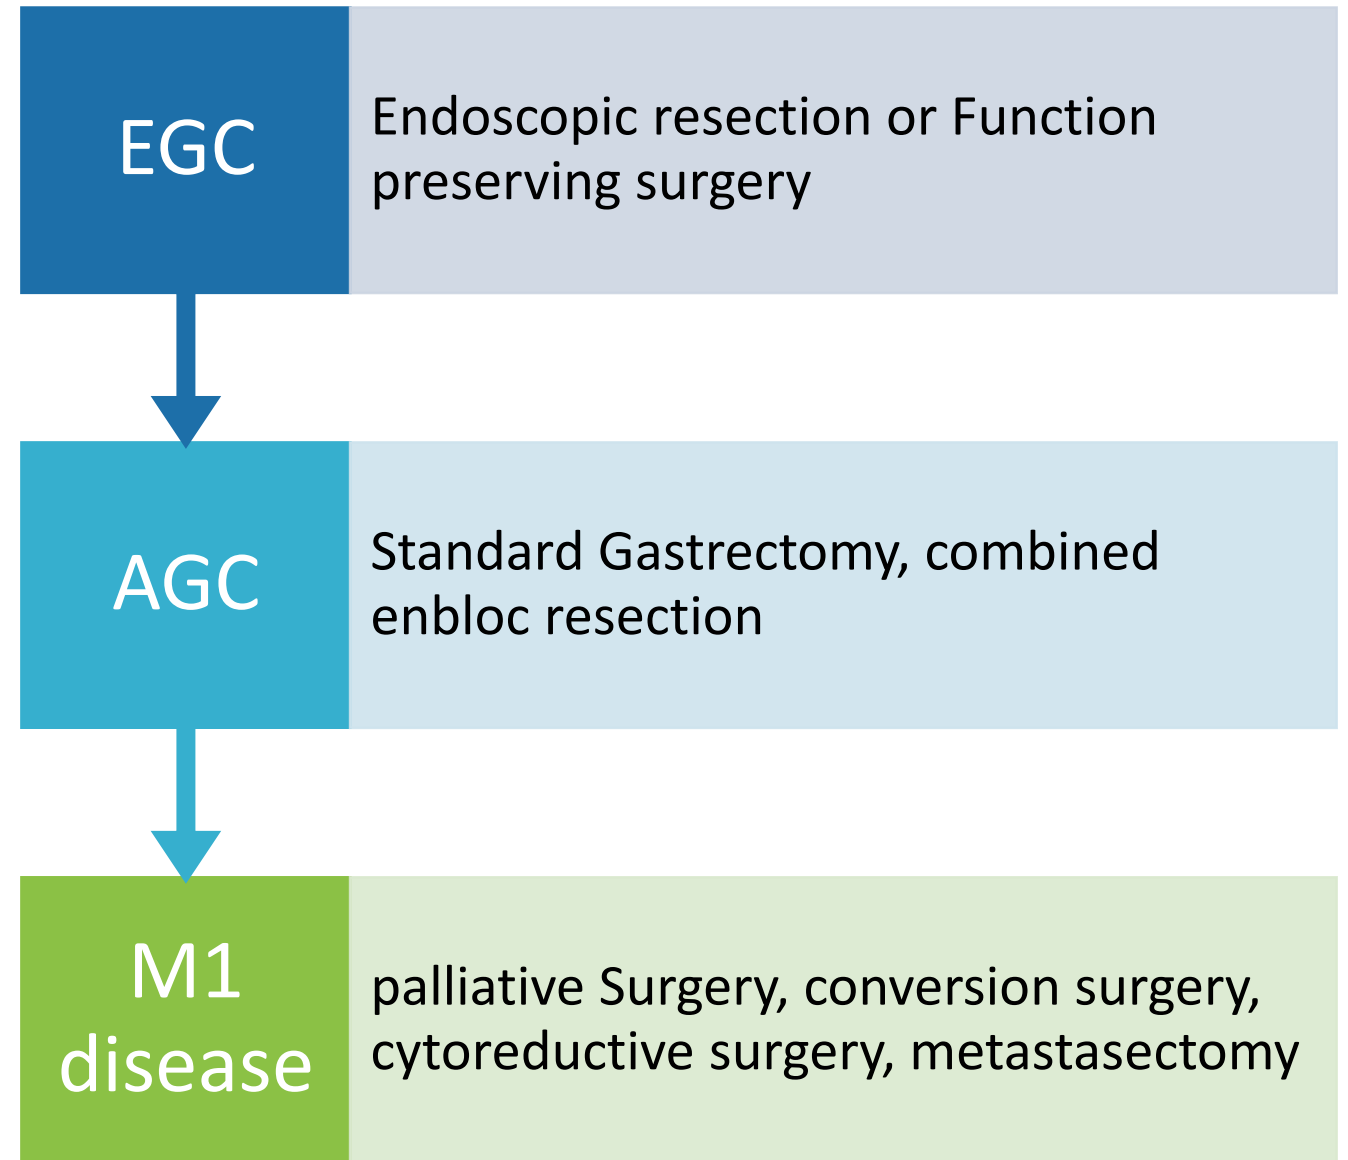 EGC
Endoscopic resection or Function
preserving surgery
AGC
Standard Gastrectomy, combined
enbloc resection
M1
disease
palliative Surgery, conversion surgery,
cytoreductive surgery, metastasectomy